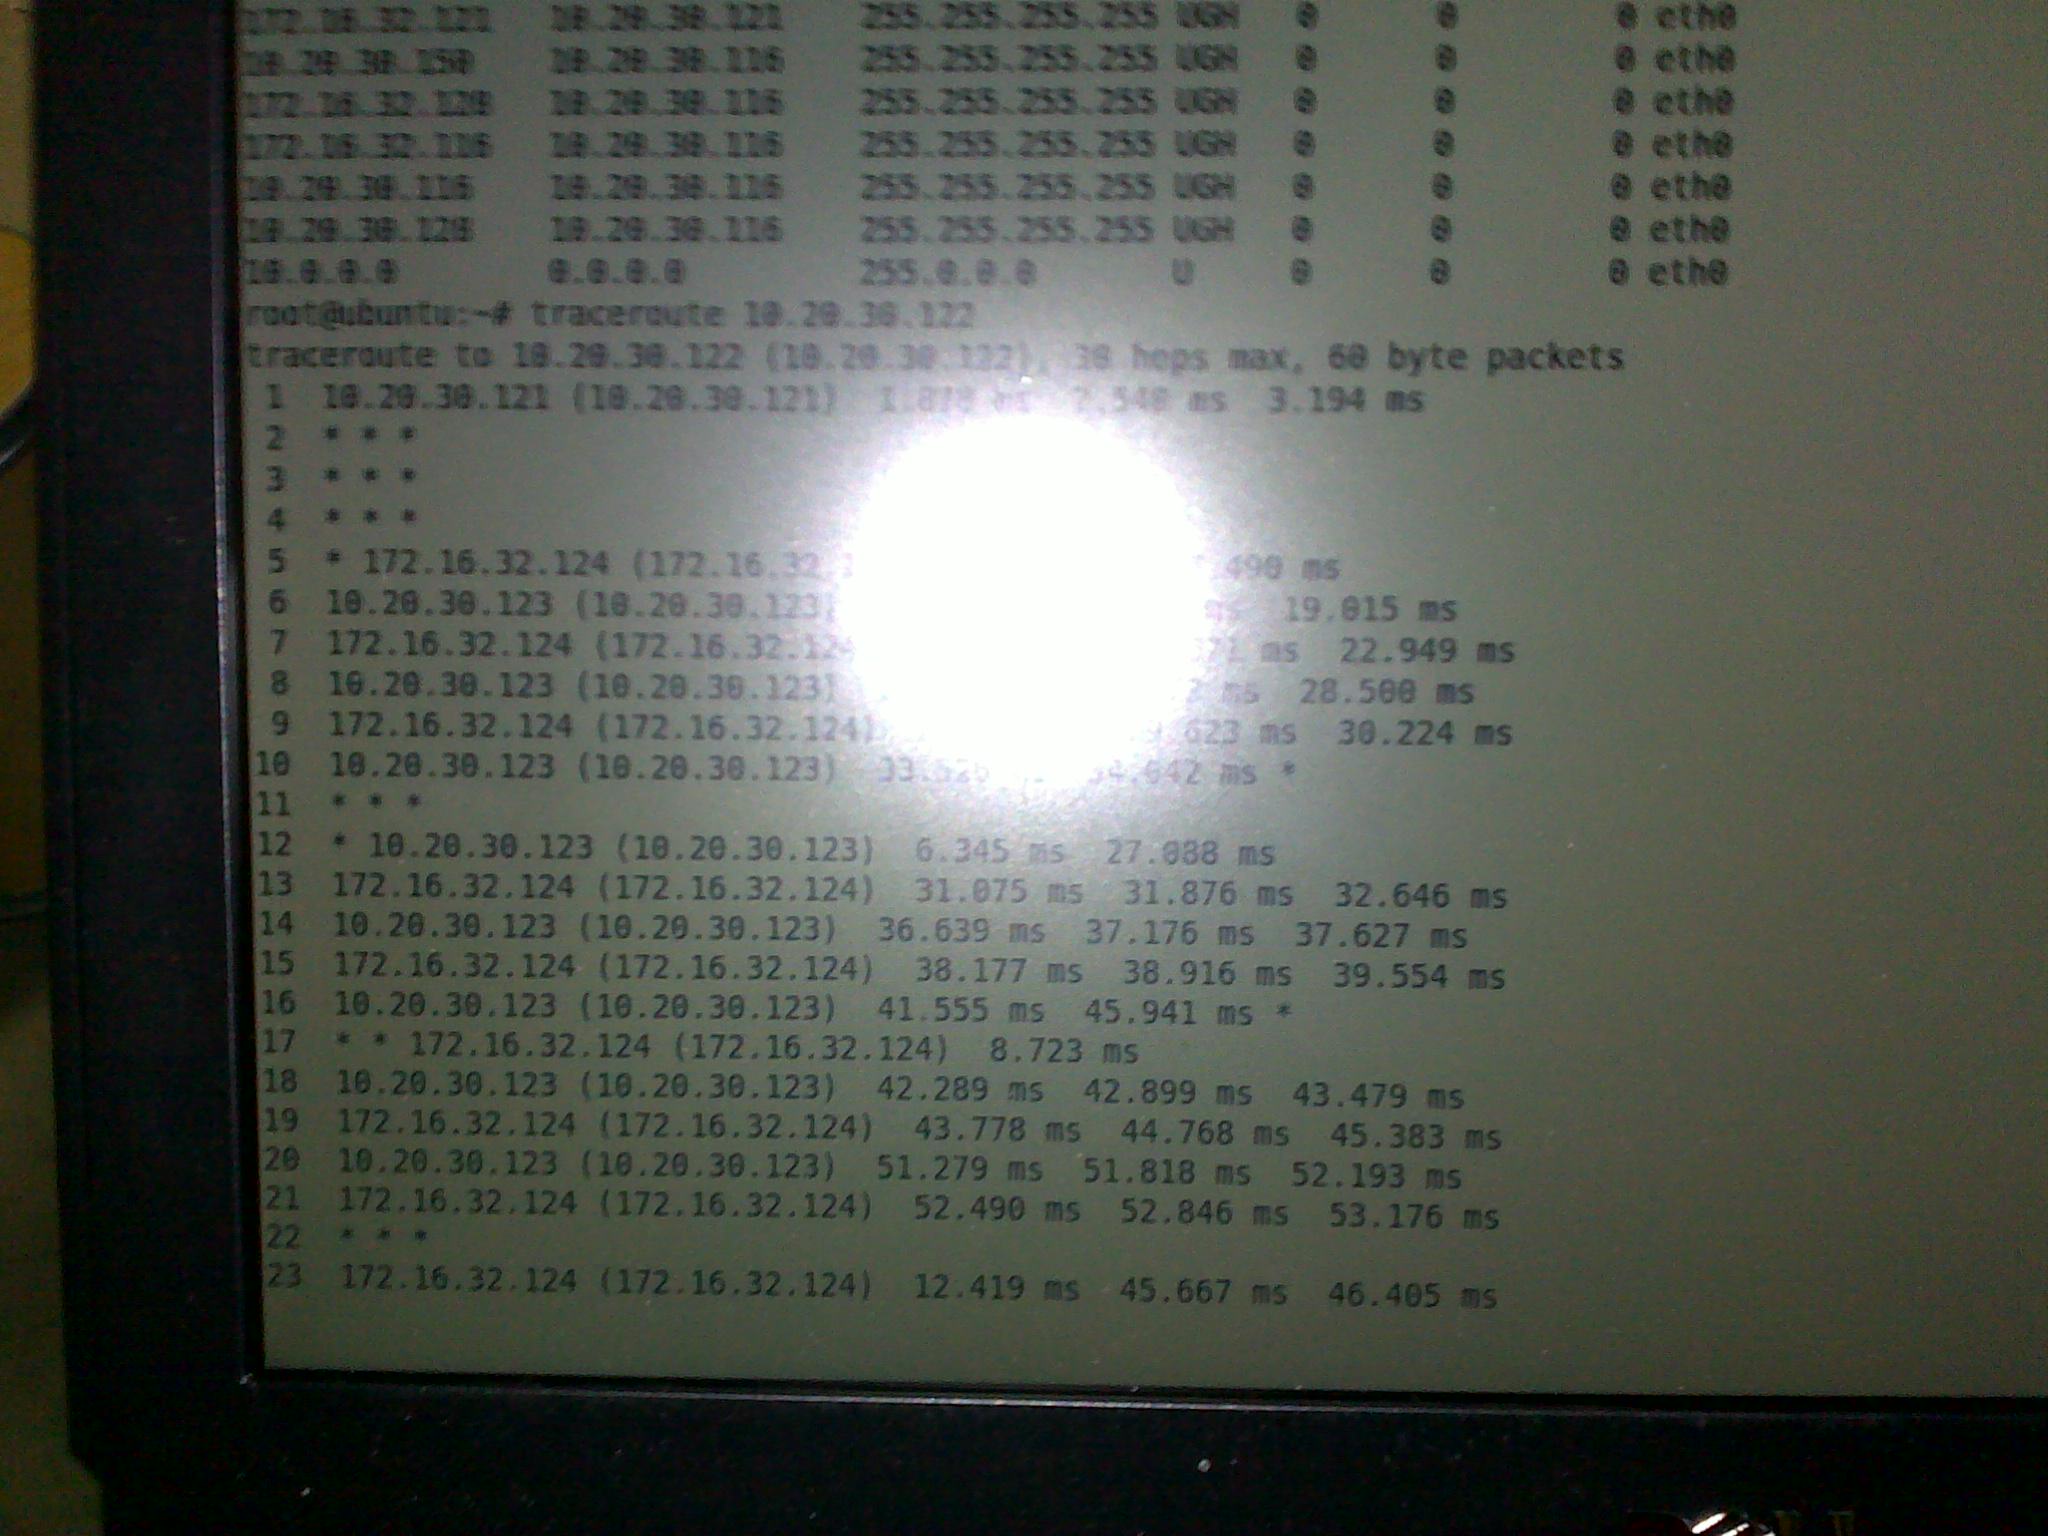 172.16.32.121 10.20.30.121 255.255.255.255 UGH 0 0 0 eth0
10.20.30.150 10.20.30.116 255.255.255.255 UGH 0 0 0 eth0
172.16.32.120 10.20.30.116 255.255.255.255 UGH 0 0 0 eth0
172.16.32.116 10.20.30.116 255.255.255.255 UGH 0 0 0 eth0
10.20.30.116 10.20.30.116 255.255.255.255 UGH 0 0 0 eth0
10.20.30.120 10.20.30.116 255.255.255.255 UGH 0 0 0 eth0
10.0.0.0 0.0.0.0 255.0.0.0 U 0 0 0 eth0
root@ubuntu:~# traceroute 10.20.30.122
traceroute to 10.20.30.122 (10.20.30.122), 30 hops max, 60 byte packets
1 10.20.30.121 (10.20.30.121) ms 2.540 ms 3.194 ms
2 * * *
3 * * *
4 * * *
5 * 172.16.32.124 ms
6 10.20.30.123 (10.20.30.123) ms 19.015 ms
7 172.16.32.124 (172.16.32.124 ms 22.949 ms
8 10.20.30.123 (10.20.30.123) ms 28.500 ms
9 172.16.32.124 (172.16.32.124) ms 30.224 ms
10 10.20.30.123 (10.20.30.123) ms *
11 * * *
12 * 10.20.30.123 (10.20.30.123) 6.345 ms 27.088 ms
13 172.16.32.124 (172.16.32.124) 31.075 ms 31.876 ms 32.646 ms
14 10.20.30.123 (10.20.30.123) 36.639 ms 37.176 ms 37.627 ms
15 172.16.32.124 (172.16.32.124) 38.177 ms 38.916 ms 39.554 ms
16 10.20.30.123 (10.20.30.123) 41.555 ms 45.941 ms *
17 * * 172.16.32.124 (172.16.32.124) 8.723 ms
18 10.20.30.123 (10.20.30.123) 42.289 ms 42.899 ms 43.479 ms
19 172.16.32.124 (172.16.32.124) 43.778 ms 44.768 ms 45.383 ms
20 10.20.30.123 (10.20.30.123) 51.279 ms 51.818 ms 52.193 ms
21 172.16.32.124 (172.16.32.124) 52.490 ms 52.846 ms 53.176 ms
22 * * *
23 172.16.32.124 (172.16.32.124) 12.419 ms 45.667 ms 46.405 ms